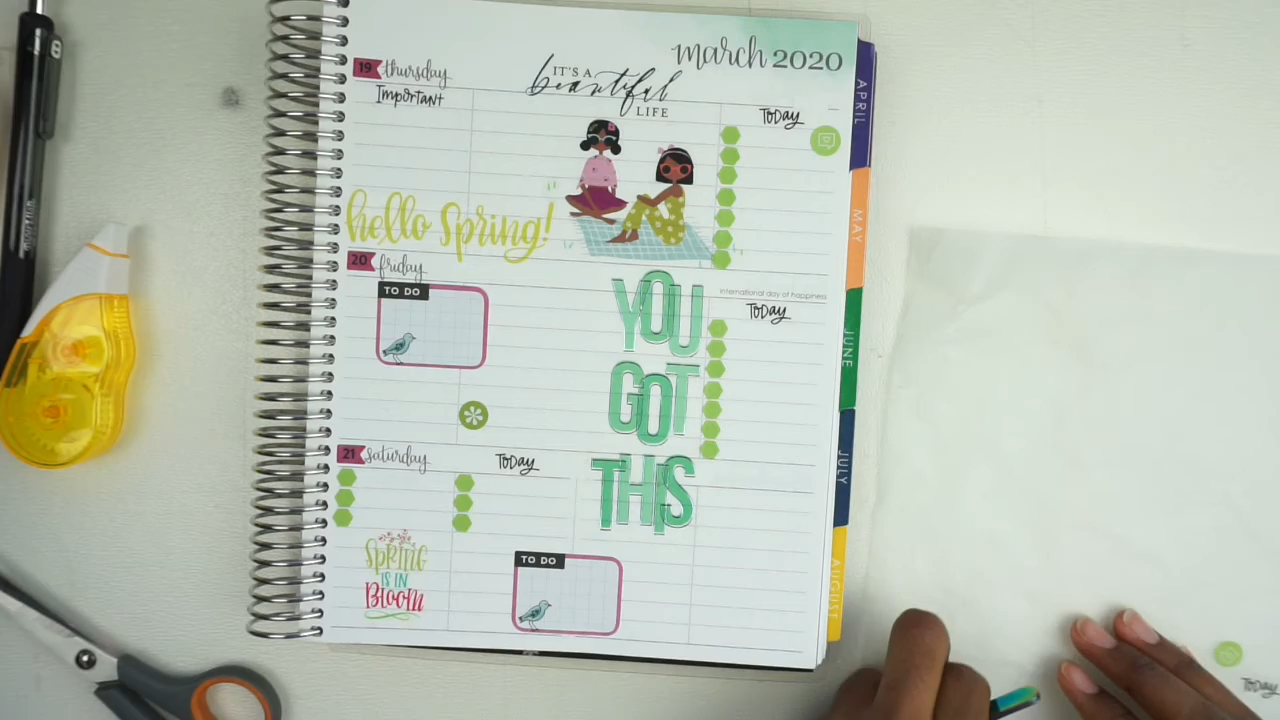 march 2020
19 thursday
IT'S A
beautiful
LIFE
Important
Today
hello Spring!
20 friday
TO DO
YOU
GOT
THIS
international day of happiness
Today
21 saturday
Today
SPRING
IS IN
BLOOM
TO DO
APRIL
MAY
JUNE
JULY
AUGUST
Today